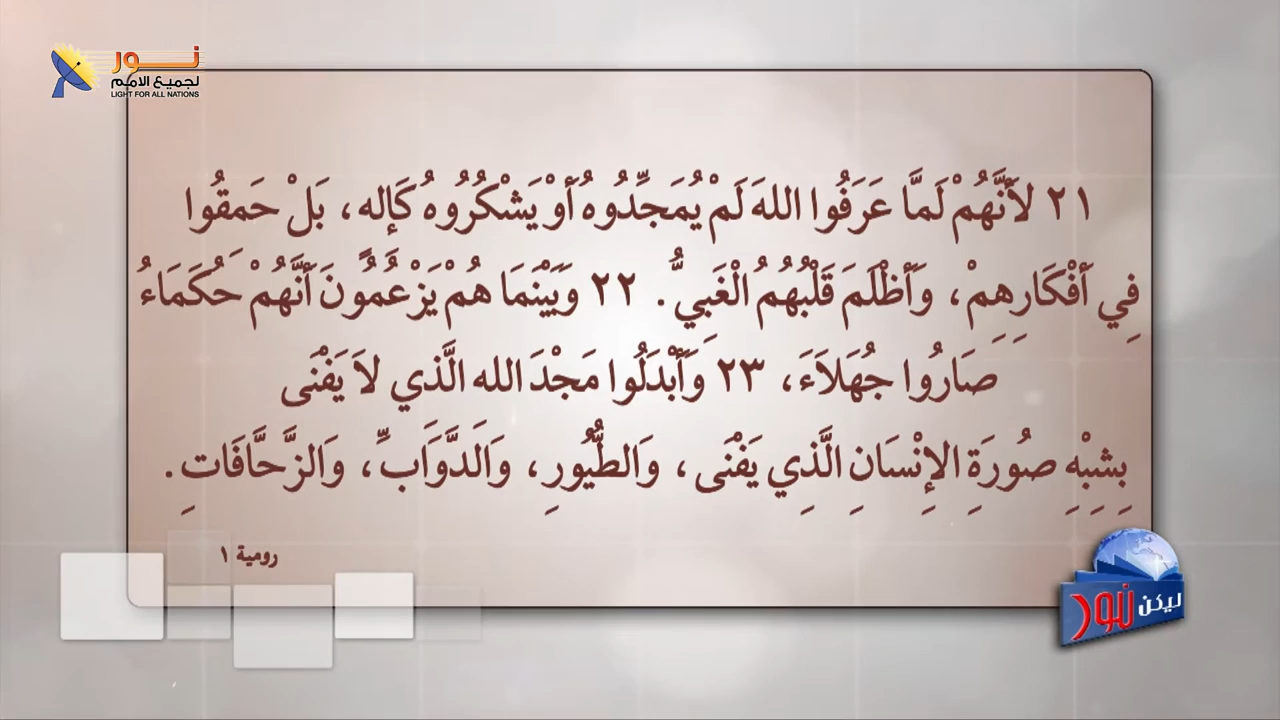 نور
لجميع الامم
LIGHT FOR ALL NATIONS
٢١ لأَنَّهُمْ لَمَّا عَرَفُوا اللهَ لَمْ يُمَجِّدُوهُ أَوْ يَشْكُرُوهُ كَإِلهٍ، بَلْ حَمِقُوا
فِي أَفْكَارِهِمْ، وَأَظْلَمَ قَلْبُهُمُ الْغَبِيُّ. ٢٢ وَبَيْنَمَا هُمْ يَزْعُمُونَ أَنَّهُمْ حُكَمَاءُ
صَارُوا جُهَلاَءَ، ٢٣ وَأَبْدَلُوا مَجْدَ اللهِ الَّذِي لاَ يَفْنَى
بِشِبْهِ صُورَةِ الإِنْسَانِ الَّذِي يَفْنَى، وَالطُّيُورِ، وَالدَّوَابِّ، وَالزَّحَّافَاتِ.
رومية ١
ليكن نور